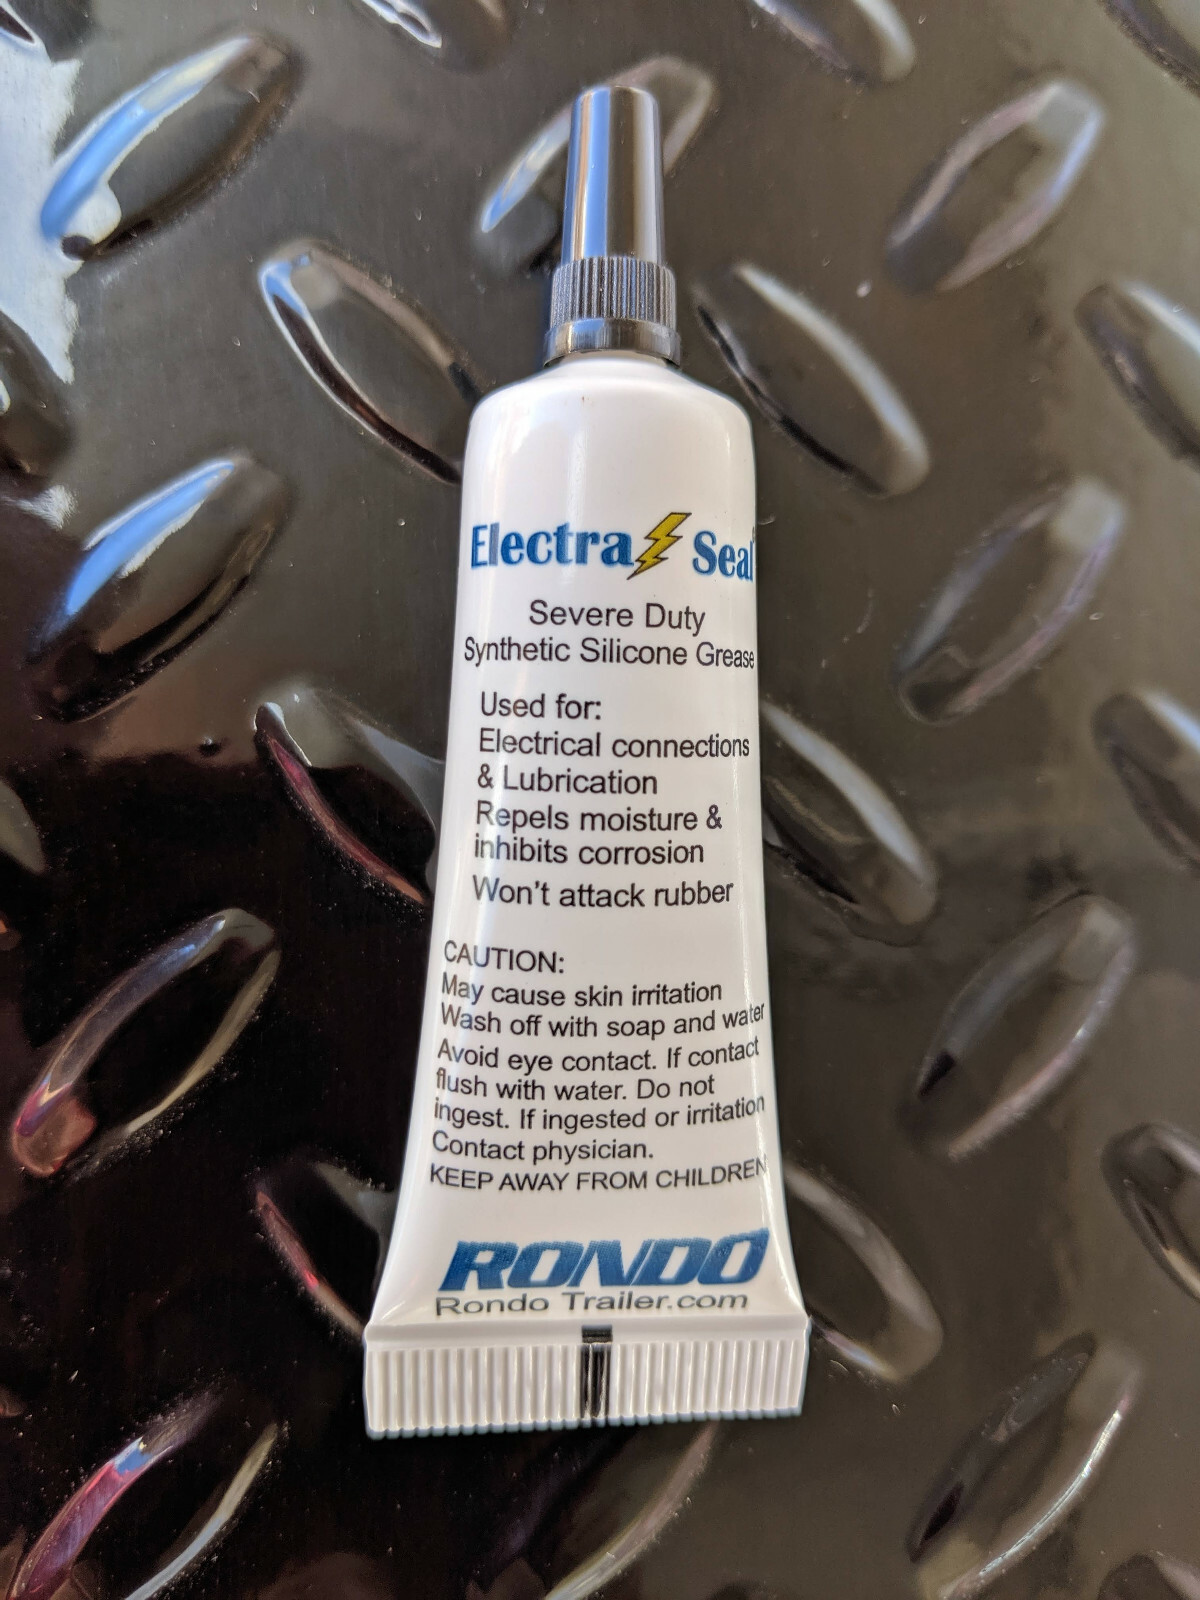 Electra Seal
Severe Duty
Synthetic Silicone Grease
Used for:
Electrical connections
& Lubrication
Repels moisture &
inhibits corrosion
Won't attack rubber
CAUTION:
May cause skin irritation
Wash off with soap and water
Avoid eye contact. If contact
flush with water. Do not
ingest. If ingested or irritation
Contact physician.
KEEP AWAY FROM CHILDREN
RONDO
Rondo Trailer.com